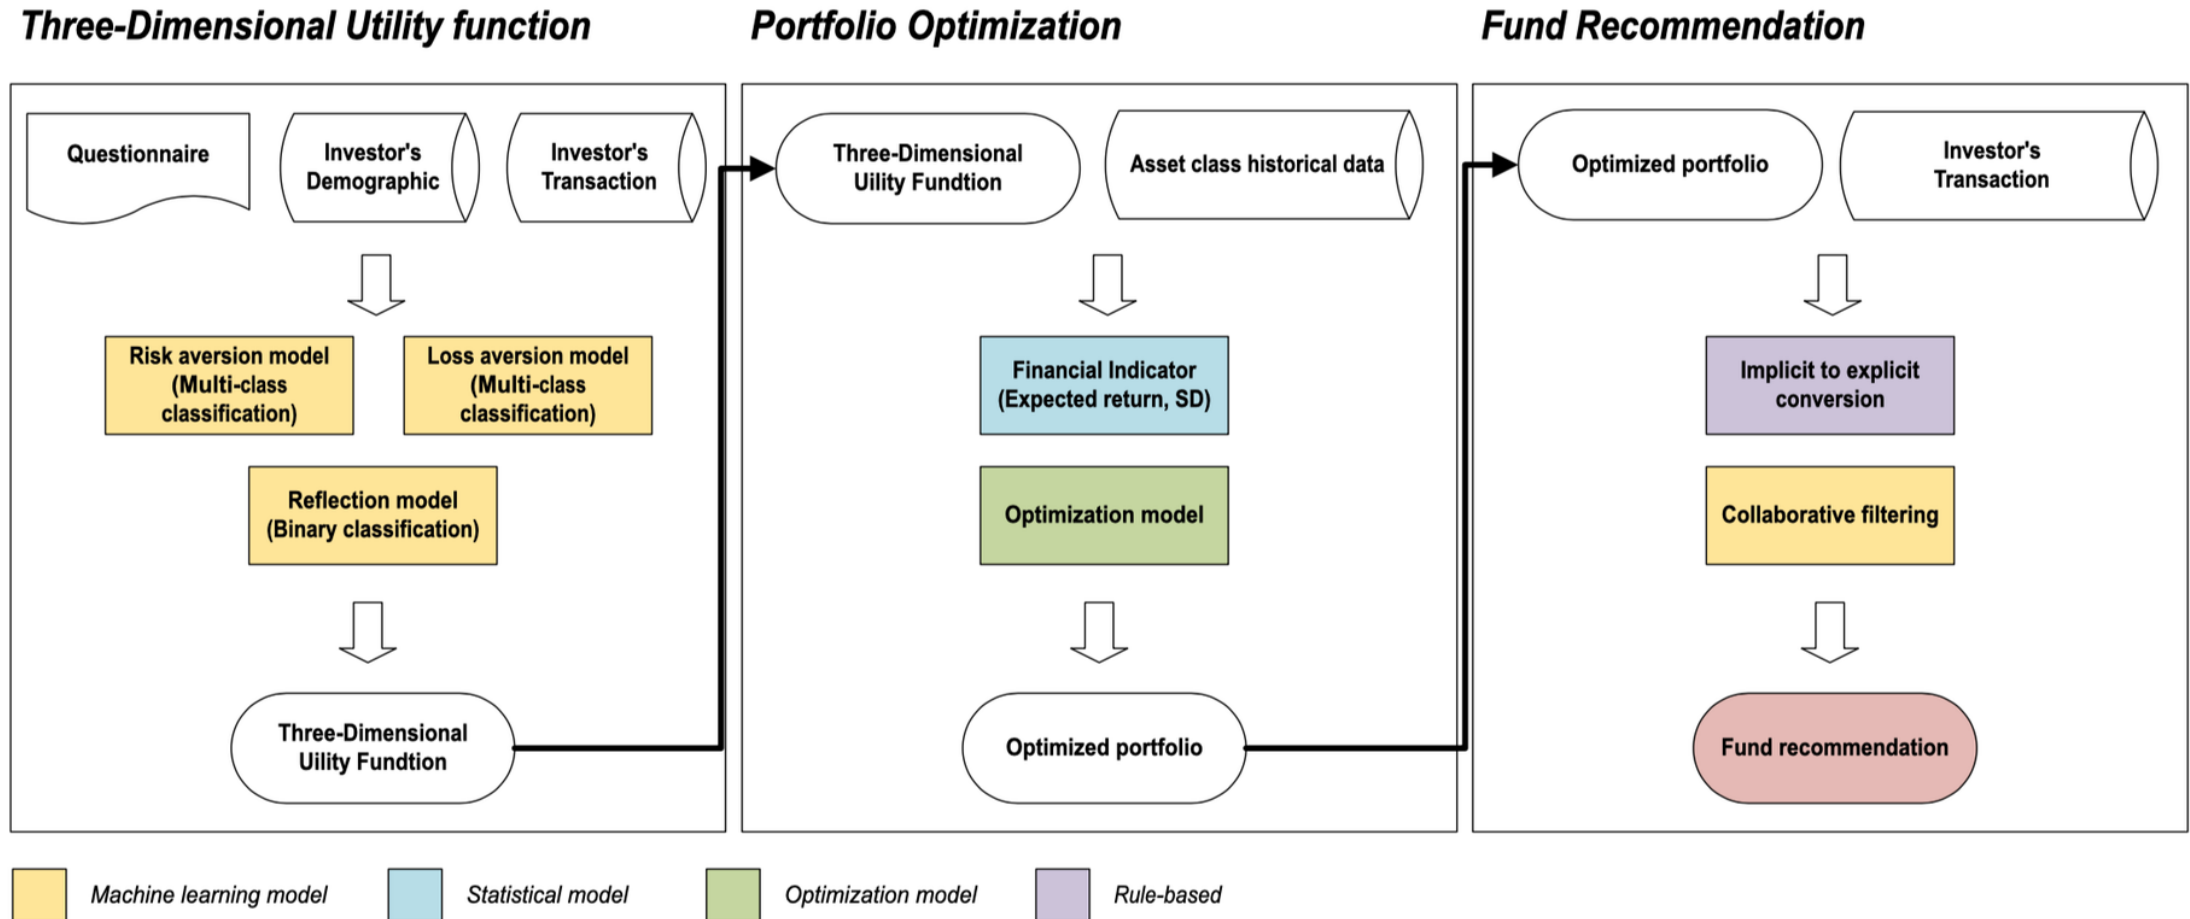 Three-Dimensional Utility function
Portfolio Optimization
Fund Recommendation
Questionnaire
Investor's
Demographic
Investor's
Transaction
Risk aversion model
(Multi-class
classification)
Loss aversion model
(Multi-class
classification)
Reflection model
(Binary classification)
Three-Dimensional
Uility Fundtion
Three-Dimensional
Uility Fundtion
Asset class historical data
Financial Indicator
(Expected return, SD)
Optimization model
Optimized portfolio
Optimized portfolio
Investor's
Transaction
Implicit to explicit
conversion
Collaborative filtering
Fund recommendation
Machine learning model
Statistical model
Optimization model
Rule-based